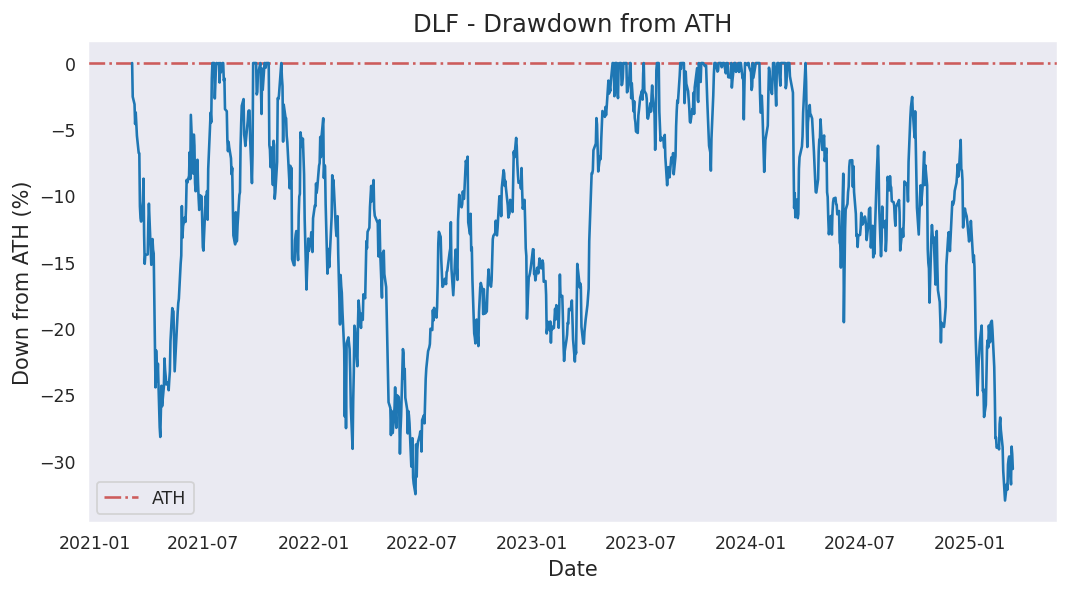 DLF - Drawdown from ATH
Down from ATH (%)
0
−5
−10
−15
−20
−25
−30
ATH
2021-01 2021-07 2022-01 2022-07 2023-01 2023-07 2024-01 2024-07 2025-01
Date